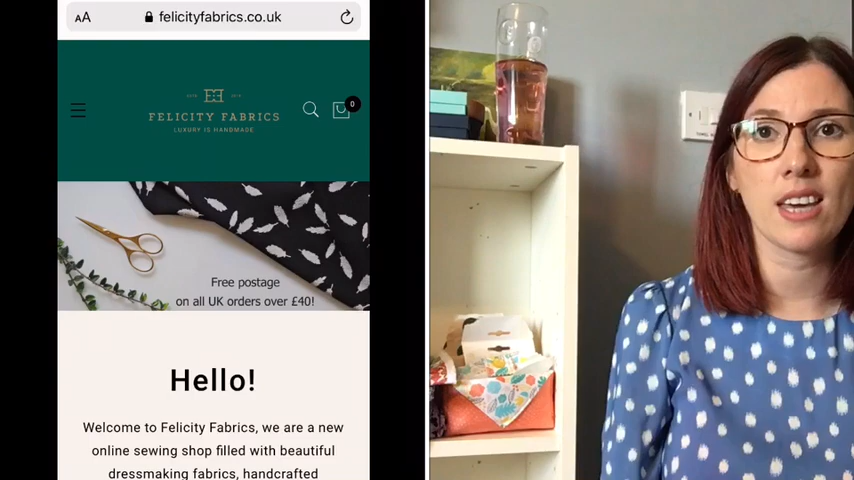 AA felicityfabrics.co.uk
0
FELICITY FABRICS
LUXURY IS HANDMADE
Free postage
on all UK orders over £40!
Hello!
Welcome to Felicity Fabrics, we are a new
online sewing shop filled with beautiful
dressmaking fabrics, handcrafted